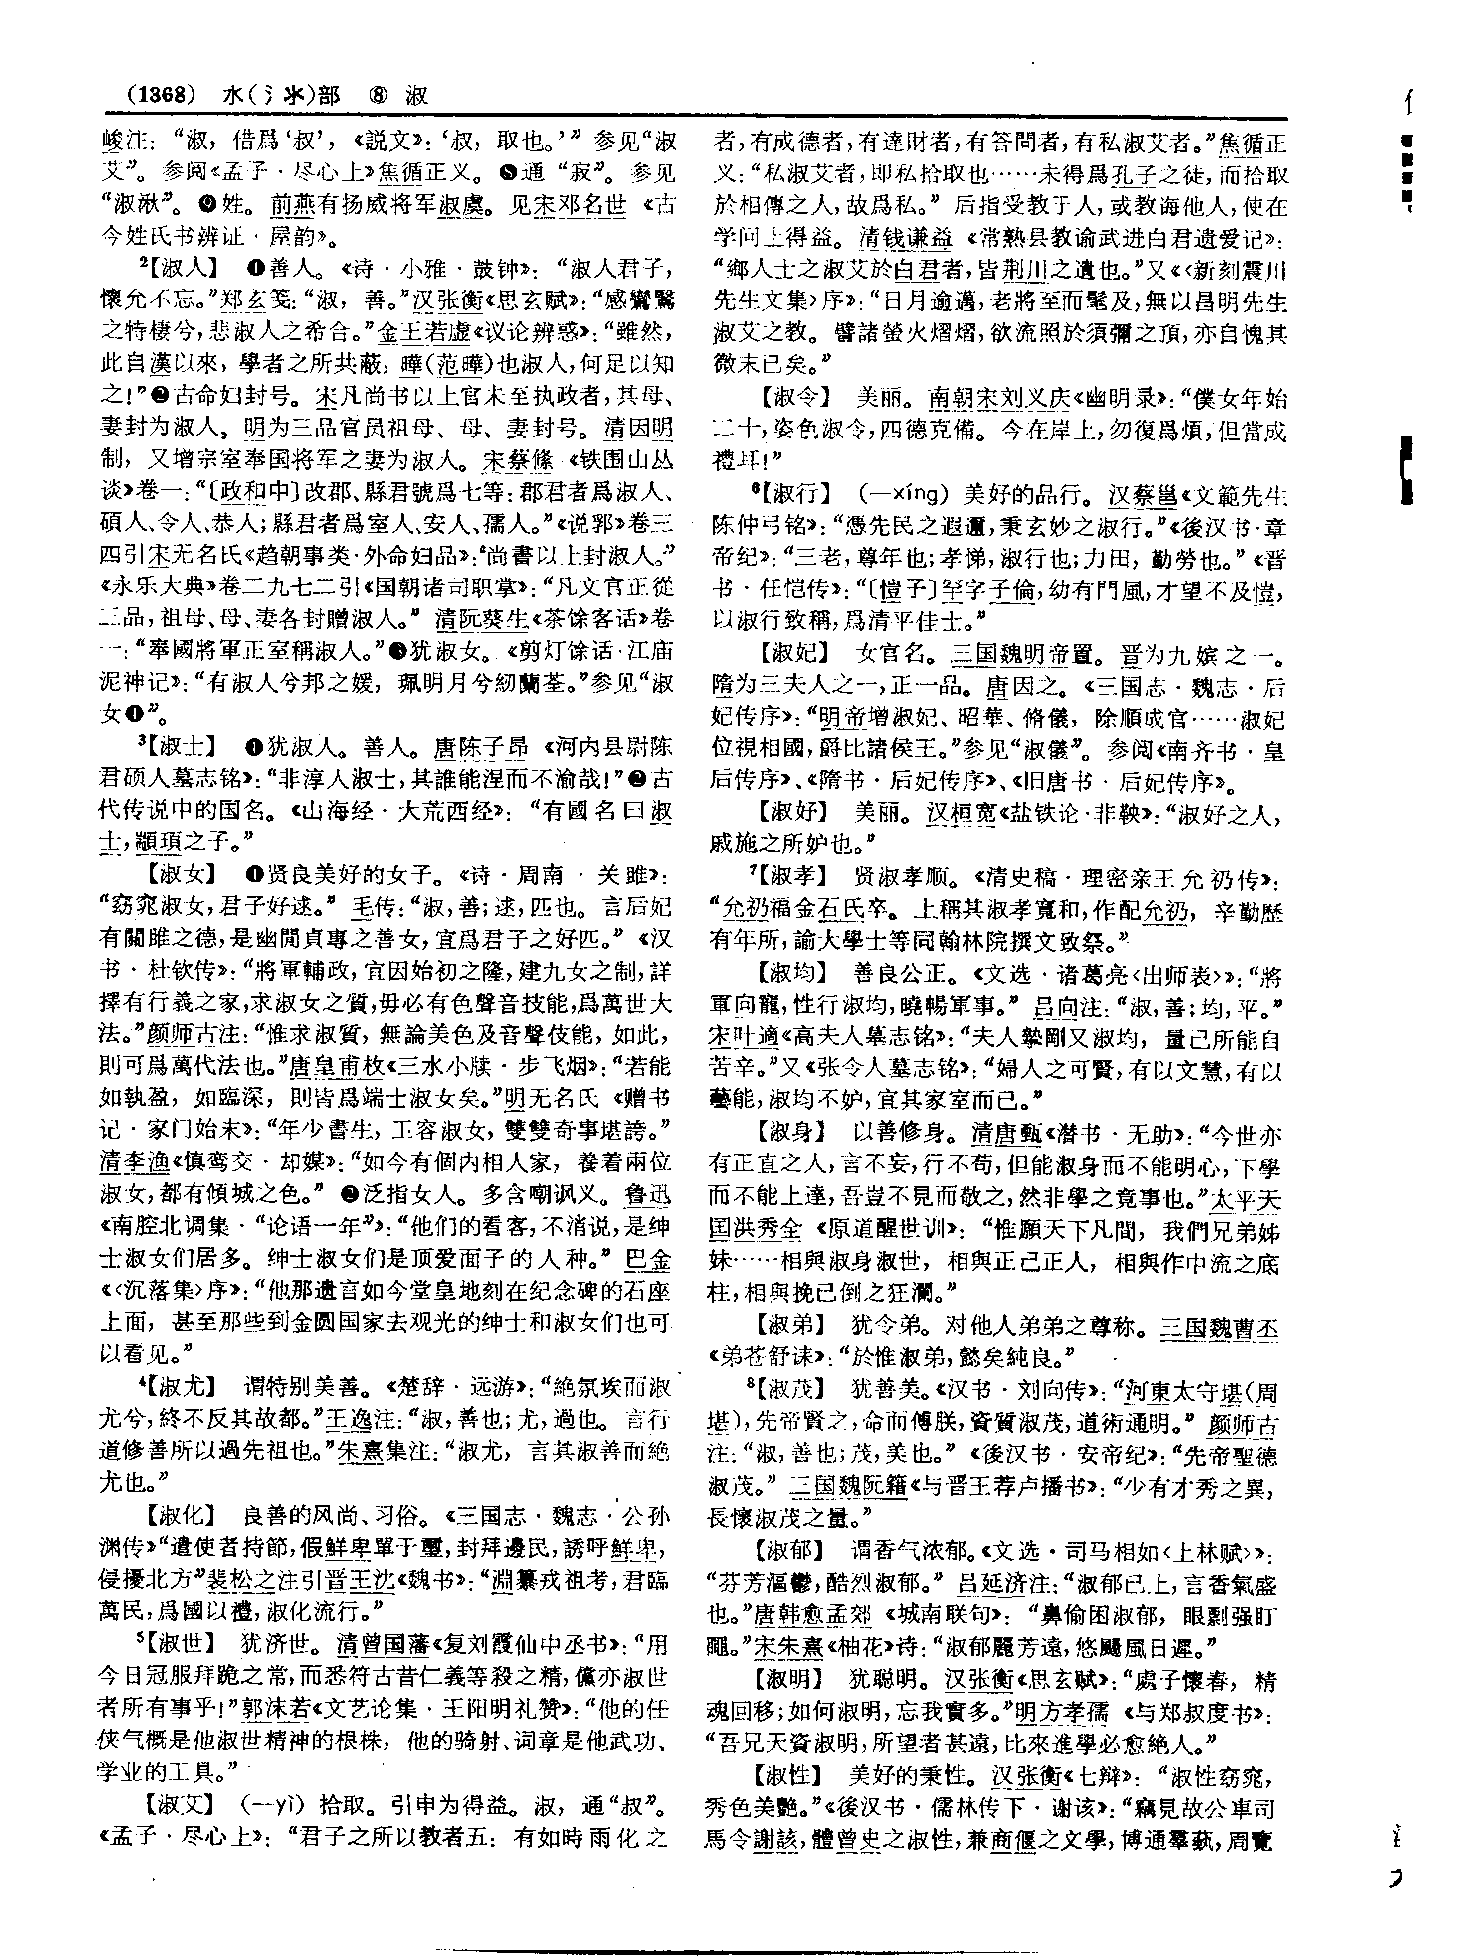 (1368) 水(氵氺)部 ⑧ 淑
峻注：“淑，借爲‘叔’，《説文》：‘叔，取也。’” 参见“淑
艾”。参阅《孟子·尽心上》焦循正义。❽通“寂”。参见
“淑湫”。❾姓。前燕有扬威将军淑虞。见宋邓名世《古
今姓氏书辨证·屋韵》。
2【淑人】 ❶善人。《诗·小雅·鼓钟》：“淑人君子，
懷允不忘。”郑玄笺：“淑，善。”汉张衡《思玄赋》：“感鸞鷖
之特棲兮，悲淑人之希合。”金王若虚《议论辨惑》：“雖然，
此自漢以來，學者之所共蔽，曄(范曄)也淑人，何足以知
之！”❷古命妇封号。宋凡尚书以上官未至执政者，其母、
妻封为淑人。明为三品官员祖母、母、妻封号。清因明
制，又增宗室奉国将军之妻为淑人。宋蔡絛《铁围山丛
谈》卷一：“〔政和中〕改郡、縣君號爲七等：郡君者爲淑人、
碩人、令人、恭人；縣君者爲室人、安人、孺人。”《说郛》卷三
四引宋无名氏《趋朝事类·外命妇品》：“尚書以上封淑人。”
《永乐大典》卷二九七二引《国朝诸司职掌》：“凡文官正從
三品，祖母、母、妻各封贈淑人。” 清阮葵生《茶馀客话》卷
一：“奉國將軍正室稱淑人。”❸犹淑女。《剪灯馀话·江庙
泥神记》：“有淑人兮邦之媛，珮明月兮紉蘭荃。”参见“淑
女❶”。
3【淑士】 ❶犹淑人。善人。唐陈子昂《河内县尉陈
君硕人墓志铭》：“非淳人淑士，其誰能涅而不渝哉！”❷古
代传说中的国名。《山海经·大荒西经》：“有國名曰淑
士，顓頊之子。”
【淑女】 ❶贤良美好的女子。《诗·周南·关雎》：
“窈窕淑女，君子好逑。” 毛传：“淑，善；逑，匹也。言后妃
有關雎之德，是幽閒貞專之善女，宜爲君子之好匹。”《汉
书·杜钦传》：“將軍輔政，宜因始初之隆，建九女之制，詳
擇有行義之家，求淑女之質，毋必有色聲音技能，爲萬世大
法。”颜师古注：“惟求淑質，無論美色及音聲伎能，如此，
則可爲萬代法也。”唐皇甫枚《三水小牍·步飞烟》：“若能
如執盈，如臨深，則皆爲端士淑女矣。”明无名氏《赠书
记·家门始末》：“年少書生，工容淑女，雙雙奇事堪誇。”
清李渔《慎鸾交·却媒》：“如今有個内相人家，養着兩位
淑女，都有傾城之色。” ❷泛指女人。多含嘲讽义。鲁迅
《南腔北调集·“论语一年”》：“他们的看客，不消说，是绅
士淑女们居多。绅士淑女们是顶爱面子的人种。” 巴金
《〈沉落集〉序》：“他那遗言如今堂皇地刻在纪念碑的石座
上面，甚至那些到金圆国家去观光的绅士和淑女们也可
以看见。”
4【淑尤】 谓特别美善。《楚辞·远游》：“絶氛埃而淑
尤兮，終不反其故都。”王逸注：“淑，善也；尤，過也。言行
道修善所以過先祖也。”朱熹集注：“淑尤，言其淑善而絶
尤也。”
【淑化】 良善的风尚、习俗。《三国志·魏志·公孙
渊传》“遣使者持節，假鮮卑單于璽，封拜邊民，誘呼鮮卑，
侵擾北方”裴松之注引晋王沈《魏书》：“淵纂戎祖考，君臨
萬民，爲國以禮，淑化流行。”
5【淑世】 犹济世。清曾国藩《复刘霞仙中丞书》：“用
今日冠服拜跪之常，而悉符古昔仁義等殺之精，儻亦淑世
者所有事乎！”郭沫若《文艺论集·王阳明礼赞》：“他的任
侠气概是他淑世精神的根株，他的骑射、词章是他武功、
学业的工具。”
【淑艾】 (—yì) 拾取。引申为得益。淑，通“叔”。
《孟子·尽心上》：“君子之所以教者五：有如時雨化之
者，有成德者，有達財者，有答問者，有私淑艾者。”焦循正
义：“私淑艾者，即私拾取也……未得爲孔子之徒，而拾取
於相傳之人，故爲私。” 后指受教于人，或教诲他人，使在
学问上得益。清钱谦益《常熟县教谕武进白君遗爱记》：
“鄉人士之淑艾於白君者，皆荆川之遺也。”又《〈新刻震川
先生文集〉序》：“日月逾邁，老將至而耄及，無以昌明先生
淑艾之教。譬諸螢火熠熠，欲流照於須彌之頂，亦自愧其
微末已矣。”
【淑令】 美丽。南朝宋刘义庆《幽明录》：“僕女年始
二十，姿色淑令，四德克備。今在岸上，勿復爲煩，但當成
禮耳！”
6【淑行】 (—xíng) 美好的品行。汉蔡邕《文範先生
陈仲弓铭》：“憑先民之遐邇，秉玄妙之淑行。”《後汉书·章
帝纪》：“三老，尊年也；孝悌，淑行也；力田，勤勞也。”《晋
书·任恺传》：“〔愷子〕罕字子倫，幼有門風，才望不及愷，
以淑行致稱，爲清平佳士。”
【淑妃】 女官名。三国魏明帝置。晋为九嫔之一。
隋为三夫人之一，正一品。唐因之。《三国志·魏志·后
妃传序》：“明帝增淑妃、昭華、脩儀，除順成官……淑妃
位視相國，爵比諸侯王。”参见“淑儀”。参阅《南齐书·皇
后传序》、《隋书·后妃传序》、《旧唐书·后妃传序》。
【淑好】 美丽。汉桓宽《盐铁论·非鞅》：“淑好之人，
戚施之所妒也。”
7【淑孝】 贤淑孝顺。《清史稿·理密亲王允礽传》：
“允礽福金石氏卒。上稱其淑孝寬和，作配允礽，辛勤歷
有年所，諭大學士等同翰林院撰文致祭。”
【淑均】 善良公正。《文选·诸葛亮〈出师表〉》：“將
軍向寵，性行淑均，曉暢軍事。” 吕向注：“淑，善；均，平。”
宋叶適《高夫人墓志铭》：“夫人摯剛又淑均，量己所能自
苦辛。”又《张令人墓志铭》：“婦人之可賢，有以文慧，有以
藝能，淑均不妒，宜其家室而已。”
【淑身】 以善修身。清唐甄《潜书·无助》：“今世亦
有正直之人，言不妄，行不苟，但能淑身而不能明心，下學
而不能上達，吾豈不見而敬之，然非學之竟事也。”太平天
国洪秀全《原道醒世训》：“惟願天下凡間，我們兄弟姊
妹……相與淑身淑世，相與正己正人，相與作中流之底
柱，相與挽已倒之狂瀾。”
【淑弟】 犹令弟。对他人弟弟之尊称。三国魏曹丕
《弟苍舒诔》：“於惟淑弟，懿矣純良。”
8【淑茂】 犹善美。《汉书·刘向传》：“河東太守堪(周
堪)，先帝賢之，命而傅朕，資質淑茂，道術通明。” 颜师古
注：“淑，善也；茂，美也。”《後汉书·安帝纪》：“先帝聖德
淑茂。” 三国魏阮籍《与晋王荐卢播书》：“少有才秀之異，
長懷淑茂之量。”
【淑郁】 谓香气浓郁。《文选·司马相如〈上林赋〉》：
“芬芳漚鬱，酷烈淑郁。” 吕延济注：“淑郁已上，言香氣盛
也。”唐韩愈孟郊《城南联句》：“鼻偷困淑郁，眼剽强盯
䁅。”宋朱熹《柚花》诗：“淑郁麗芳遠，悠颺風日遲。”
【淑明】 犹聪明。汉张衡《思玄赋》：“處子懷春，精
魂回移；如何淑明，忘我實多。”明方孝孺《与郑叔度书》：
“吾兄天資淑明，所望者甚遠，比來進學必愈絶人。”
【淑性】 美好的秉性。汉张衡《七辩》：“淑性窈窕，
秀色美艷。”《後汉书·儒林传下·谢该》：“竊見故公車司
馬令謝該，體曾史之淑性，兼商偃之文學，博通羣藝，周覽